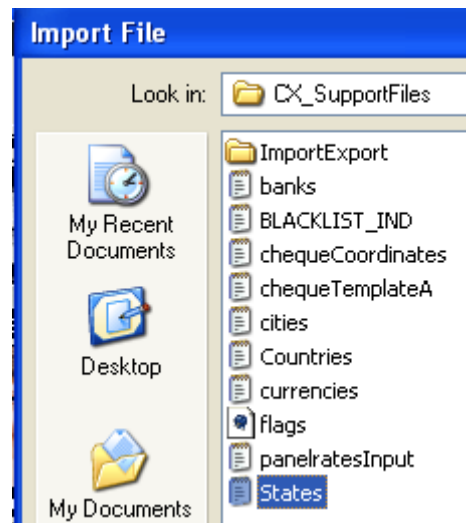 Import File
Look in: CX_SupportFiles
My Recent
Documents
Desktop
My Documents
ImportExport
banks
BLACKLIST_IND
chequeCoordinates
chequeTemplateA
cities
Countries
currencies
flags
panelratesInput
States